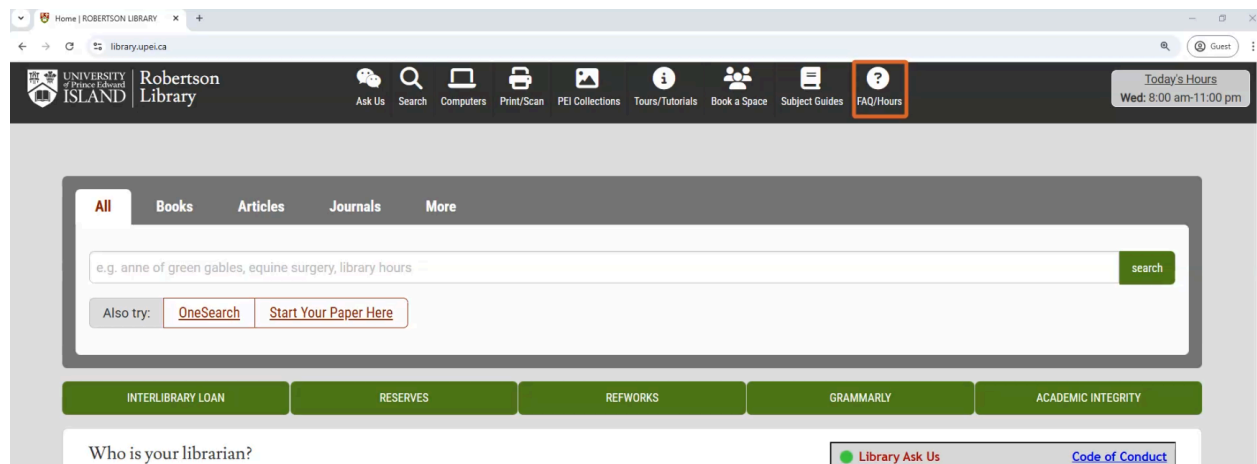 Home | ROBERTSON LIBRARY
library.upei.ca
Guest
UNIVERSITY
of Prince Edward
ISLAND
Robertson
Library
Ask Us
Search
Computers
Print/Scan
PEI Collections
Tours/Tutorials
Book a Space
Subject Guides
FAQ/Hours
Today's Hours
Wed: 8:00 am-11:00 pm
All
Books
Articles
Journals
More
e.g. anne of green gables, equine surgery, library hours
search
Also try:
OneSearch
Start Your Paper Here
INTERLIBRARY LOAN
RESERVES
REFWORKS
GRAMMARLY
ACADEMIC INTEGRITY
Who is your librarian?
Library Ask Us
Code of Conduct